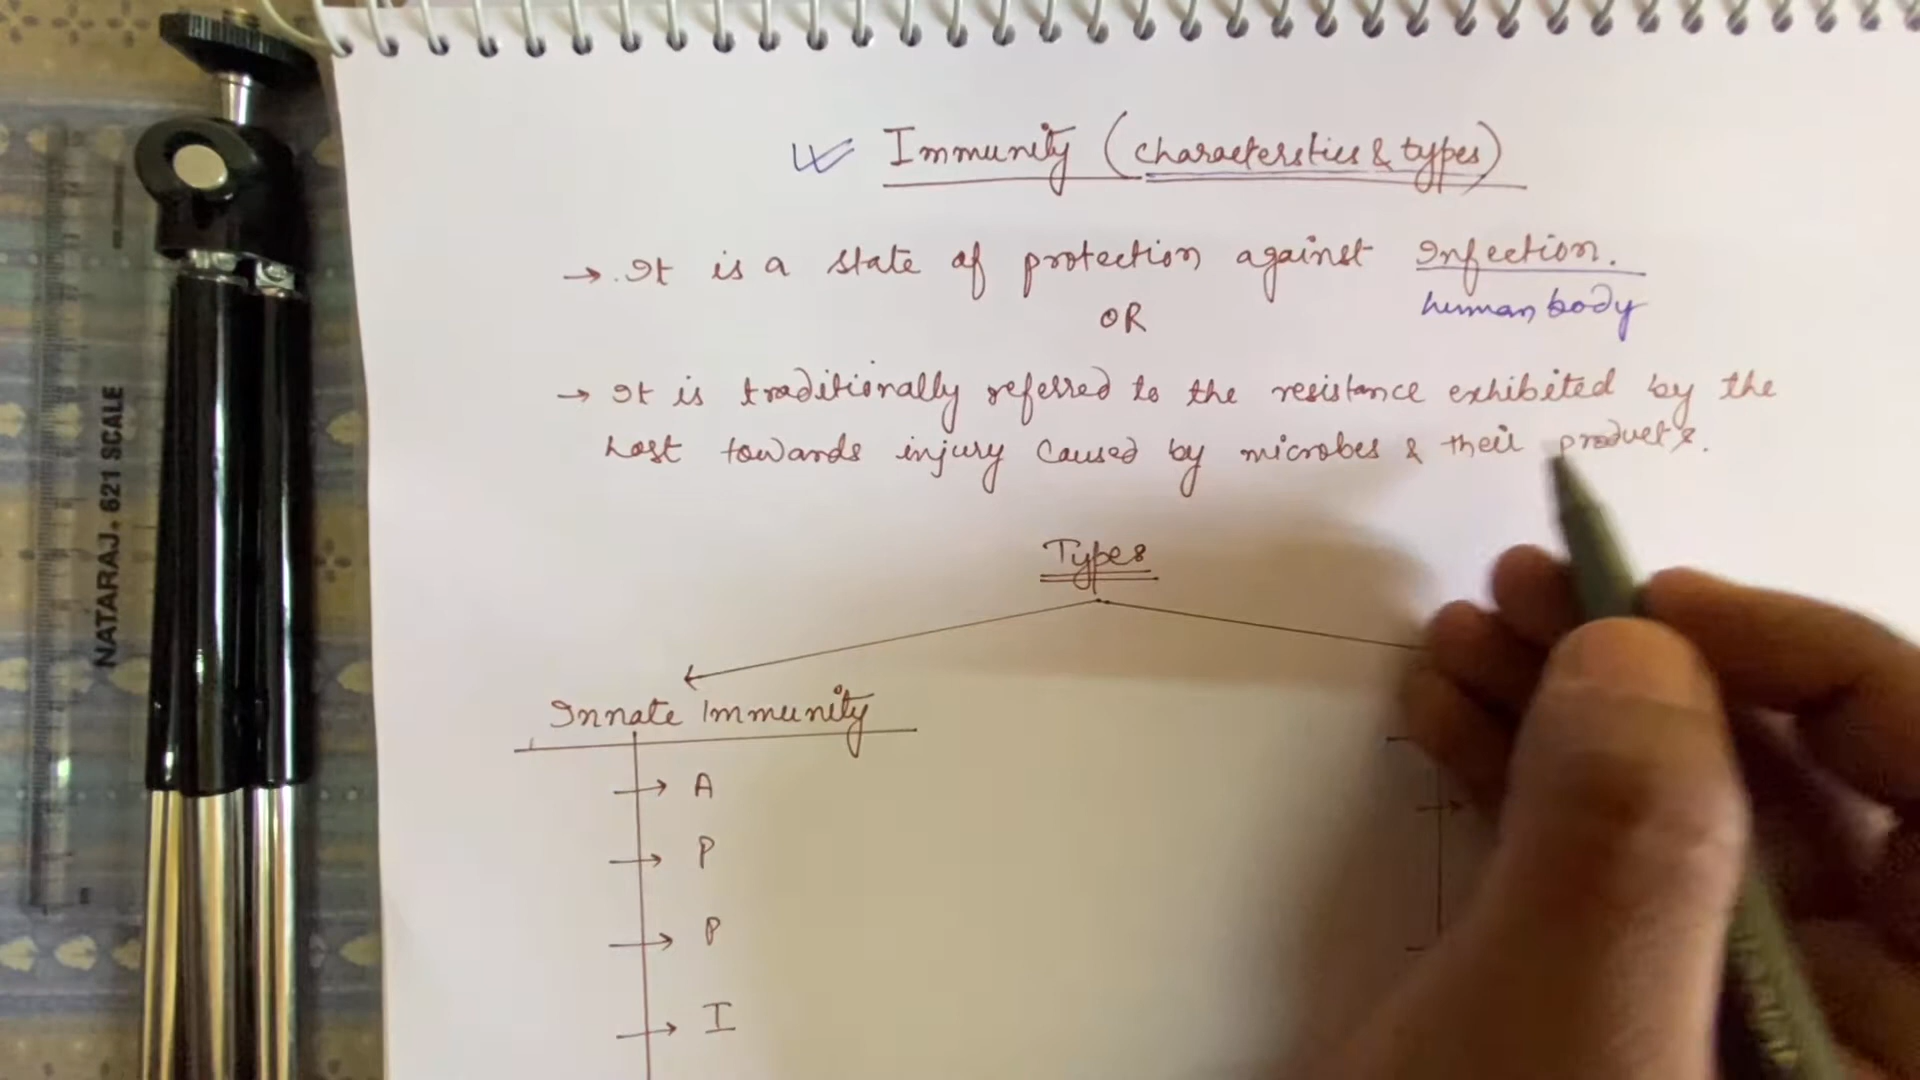 Immunity (characterstics & types)
→ It is a state of protection against Infection.
human body
OR
→ It is traditionally referred to the resistance exhibited by the
host towards injury caused by microbes & their products.
Types
Innate Immunity
→ A
→ P
→ P
→ I
NATARAJ. 621 SCALE